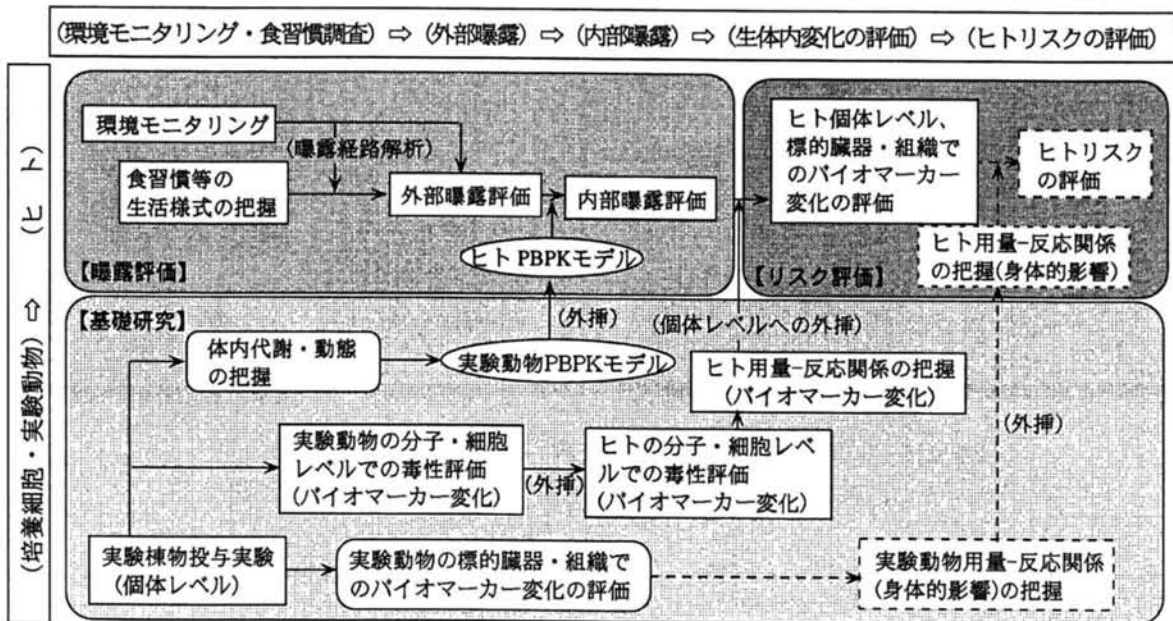 (環境モニタリング・食習慣調査) ⇨ (外部曝露) ⇨ (内部曝露) ⇨ (生体内変化の評価) ⇨ (ヒトリスクの評価)
(培養細胞・実験動物) ⇨ (ヒト)
環境モニタリング
(曝露経路解析)
食習慣等の
生活様式の把握
外部曝露評価
内部曝露評価
ヒトPBPKモデル
【曝露評価】
ヒト個体レベル、
標的臓器・組織で
のバイオマーカー
変化の評価
ヒトリスク
の評価
ヒト用量-反応関係
の把握(身体的影響)
【リスク評価】
【基礎研究】
(外挿)
(個体レベルへの外挿)
体内代謝・動態
の把握
実験動物PBPKモデル
ヒト用量-反応関係の把握
(バイオマーカー変化)
(外挿)
実験動物の分子・細胞
レベルでの毒性評価
(バイオマーカー変化)
(外挿)
ヒトの分子・細胞レベ
ルでの毒性評価
(バイオマーカー変化)
実験棟物投与実験
(個体レベル)
実験動物の標的臓器・組織で
のバイオマーカー変化の評価
実験動物用量-反応関係
(身体的影響)の把握